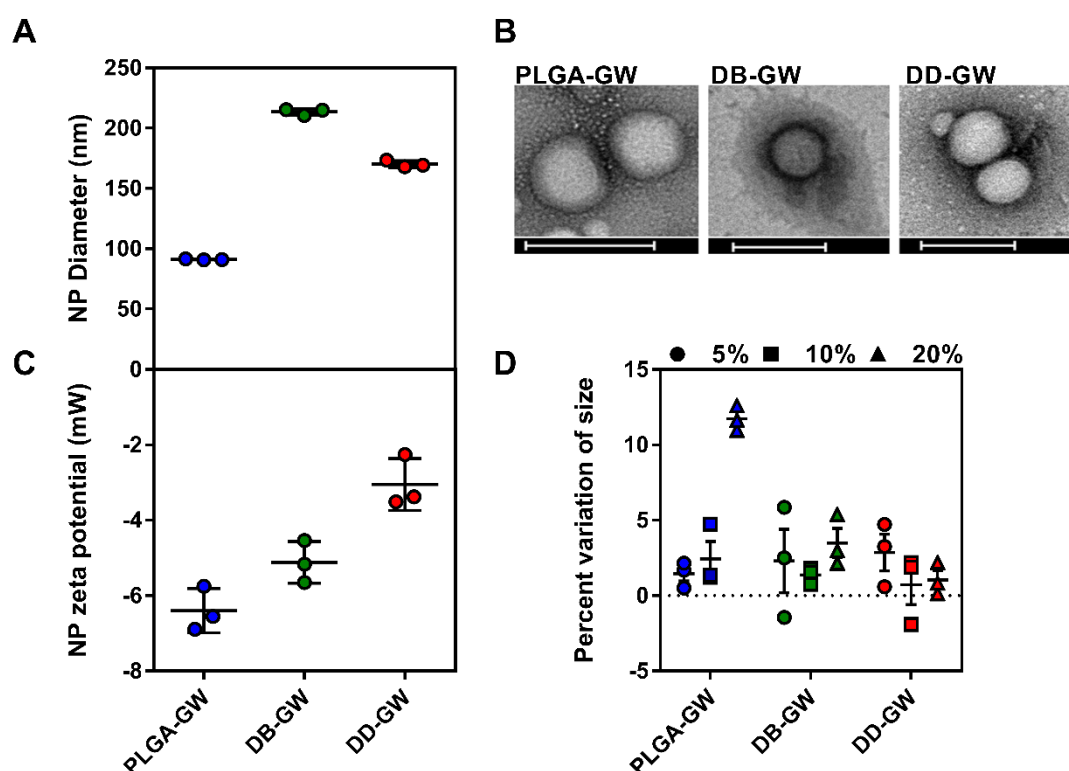 A
NP Diameter (nm)
250
200
150
100
50
0
B
PLGA-GW DB-GW DD-GW
C
NP zeta potential (mW)
-2
-4
-6
-8
PLGA-GW
DB-GW
DD-GW
D
5% 10% 20%
Percent variation of size
15
10
5
0
-5
PLGA-GW
DB-GW
DD-GW